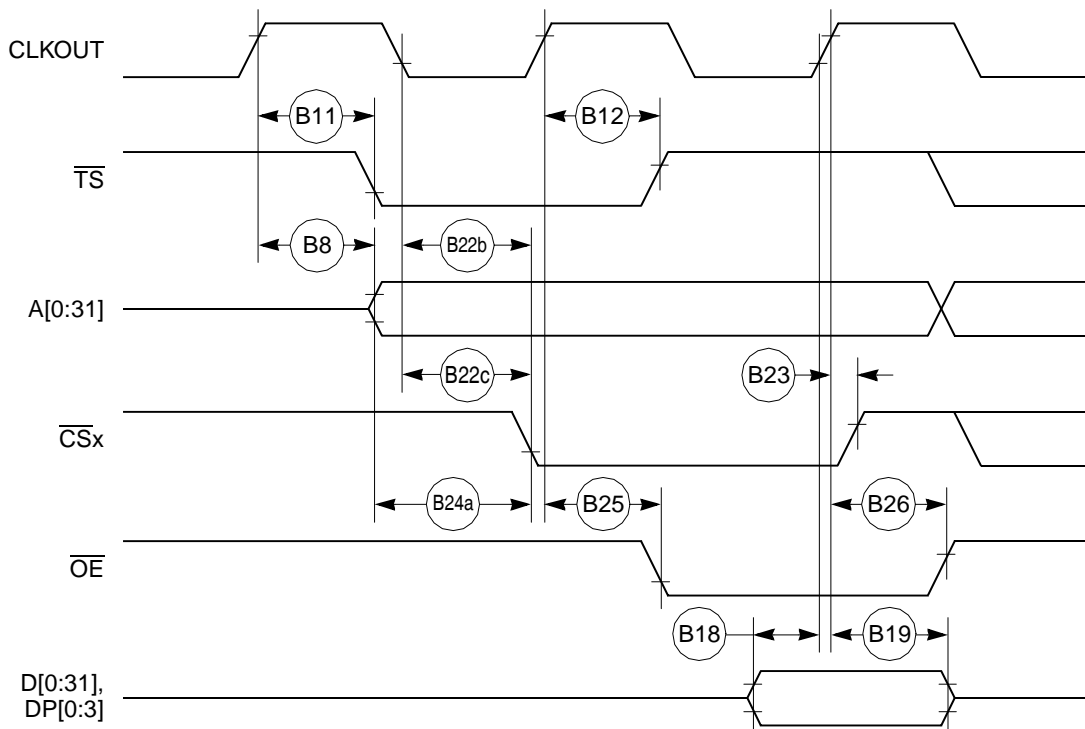 CLKOUT
B11
B12
TS
B8
B22b
A[0:31]
B22c
B23
CSx
B24a
B25
B26
OE
B18
B19
D[0:31],
DP[0:3]